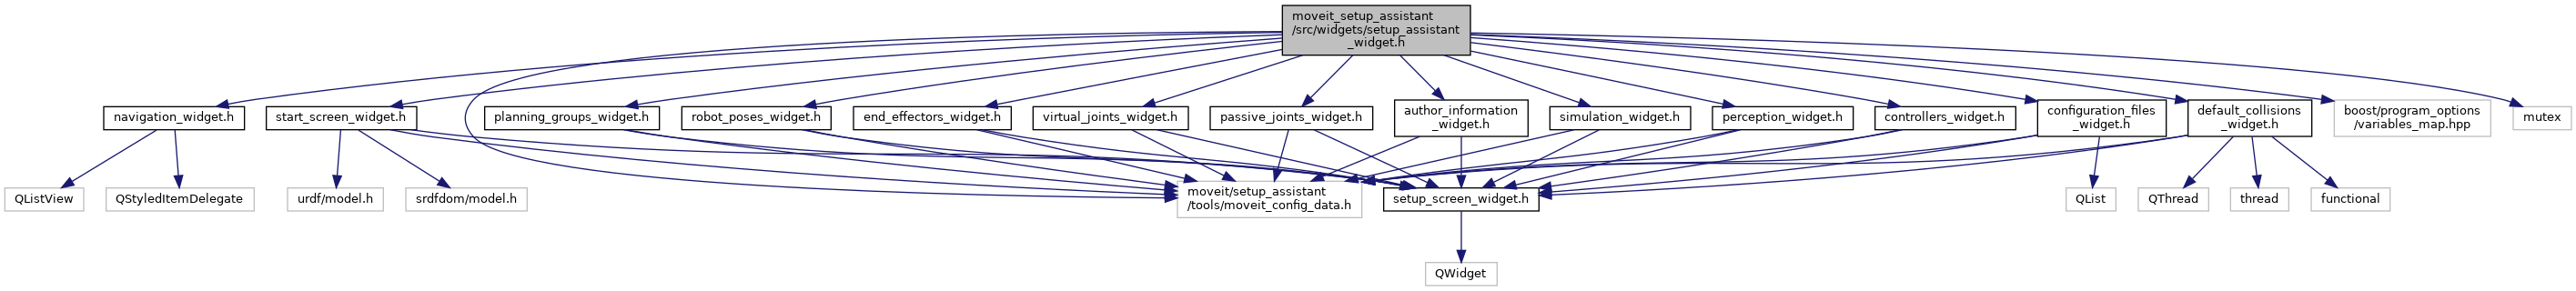 moveit_setup_assistant
/src/widgets/setup_assistant
_widget.h
navigation_widget.h
start_screen_widget.h
planning_groups_widget.h
robot_poses_widget.h
end_effectors_widget.h
virtual_joints_widget.h
passive_joints_widget.h
author_information
_widget.h
simulation_widget.h
perception_widget.h
controllers_widget.h
configuration_files
_widget.h
default_collisions
_widget.h
boost/program_options
/variables_map.hpp
mutex
QListView
QStyledItemDelegate
urdf/model.h
srdfdom/model.h
moveit/setup_assistant
/tools/moveit_config_data.h
setup_screen_widget.h
QList
QThread
thread
functional
QWidget